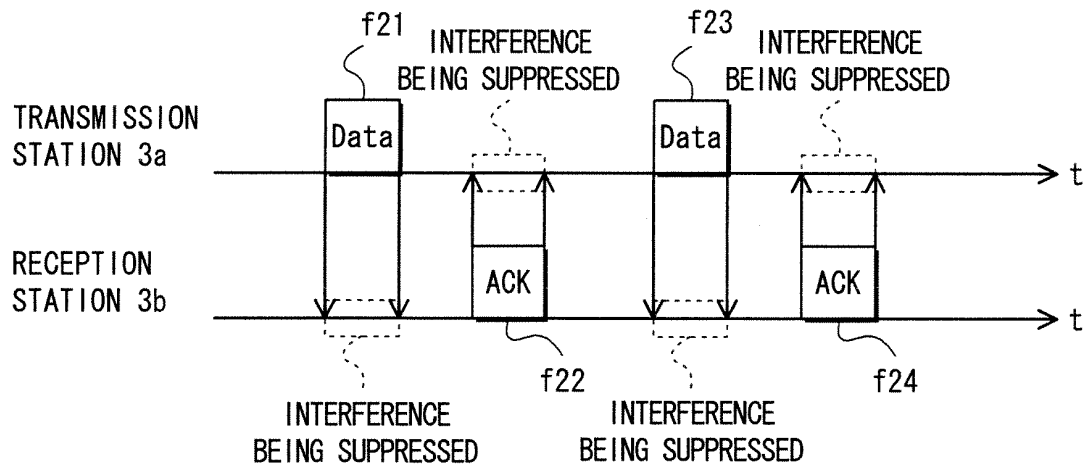 f21
INTERFERENCE
BEING SUPPRESSED
f23
INTERFERENCE
BEING SUPPRESSED
TRANSMISSION
STATION 3a
Data
Data
t
RECEPTION
STATION 3b
ACK
ACK
t
f22
f24
INTERFERENCE
BEING SUPPRESSED
INTERFERENCE
BEING SUPPRESSED